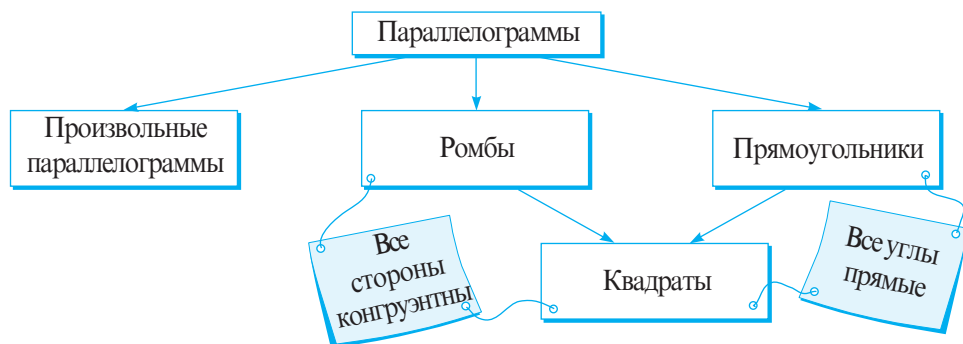 Параллелограммы
Произвольные
параллелограммы
Ромбы
Прямоугольники
Все
стороны
конгруэнтны
Квадраты
Все углы
прямые